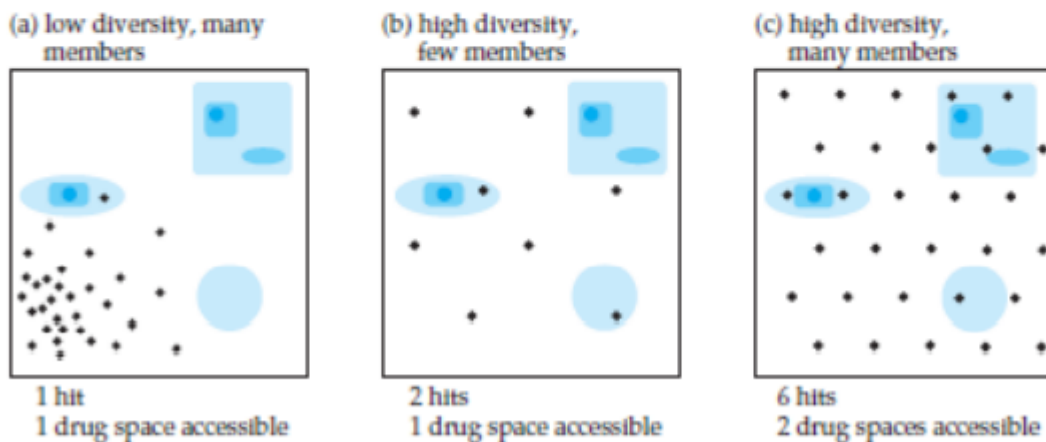 (a) low diversity, many
members
(b) high diversity,
few members
(c) high diversity,
many members
1 hit
1 drug space accessible
2 hits
1 drug space accessible
6 hits
2 drug spaces accessible